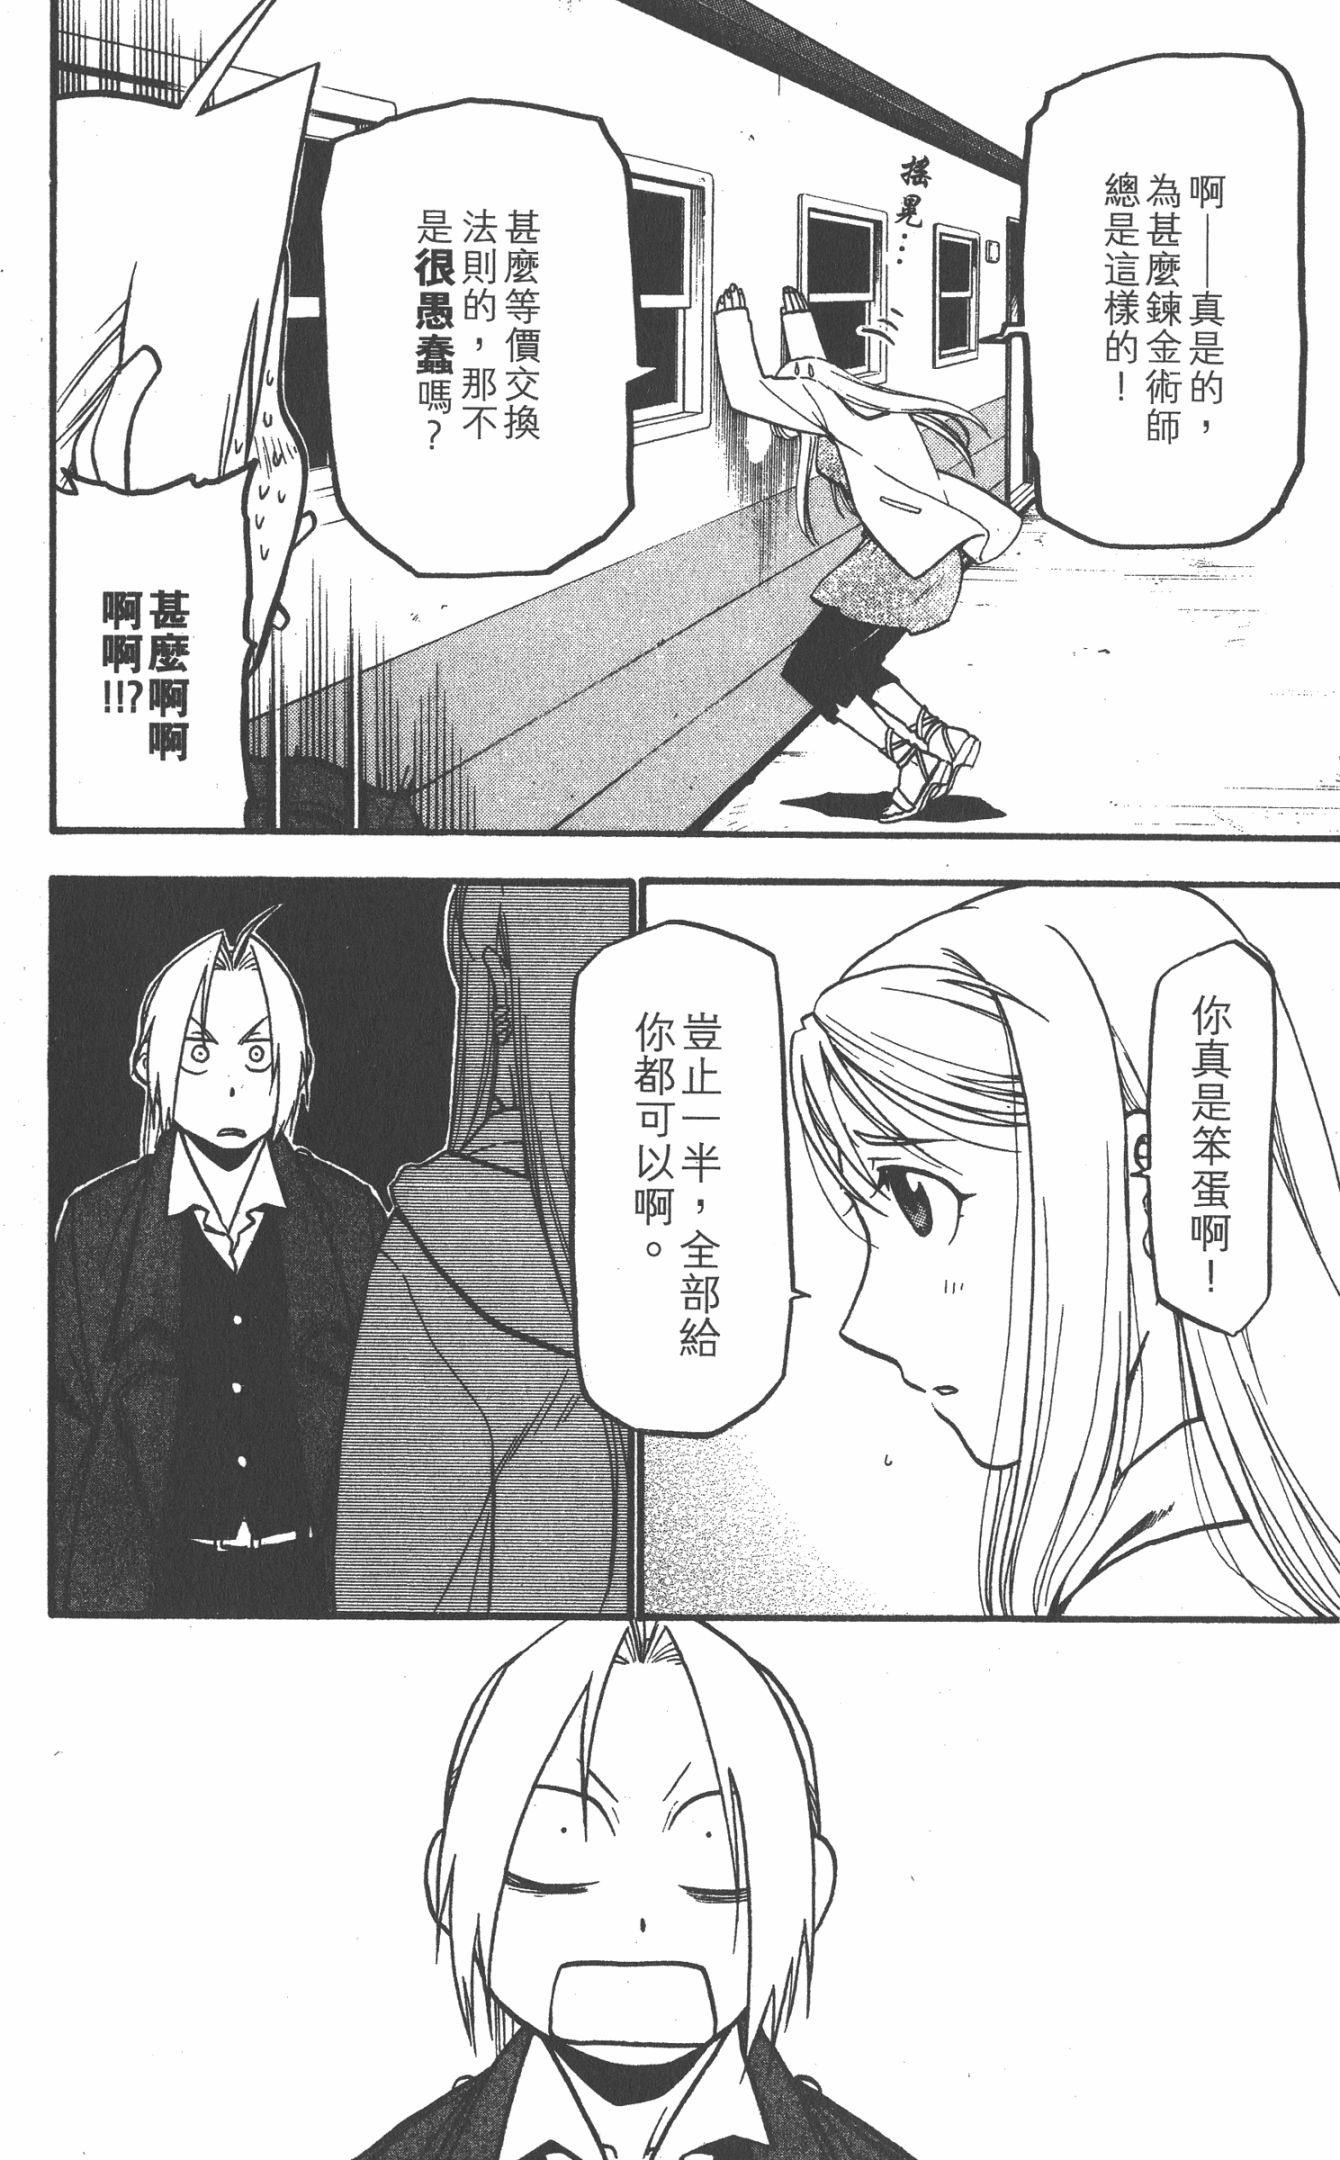 啊——真是的，
為甚麼鍊金術師
總是這樣的！
搖晃…
甚麼等價交換
法則的，那不
是很愚蠢嗎？
甚麼啊啊
啊啊!!?
你真是笨蛋啊！
豈止一半，全部給
你都可以啊。